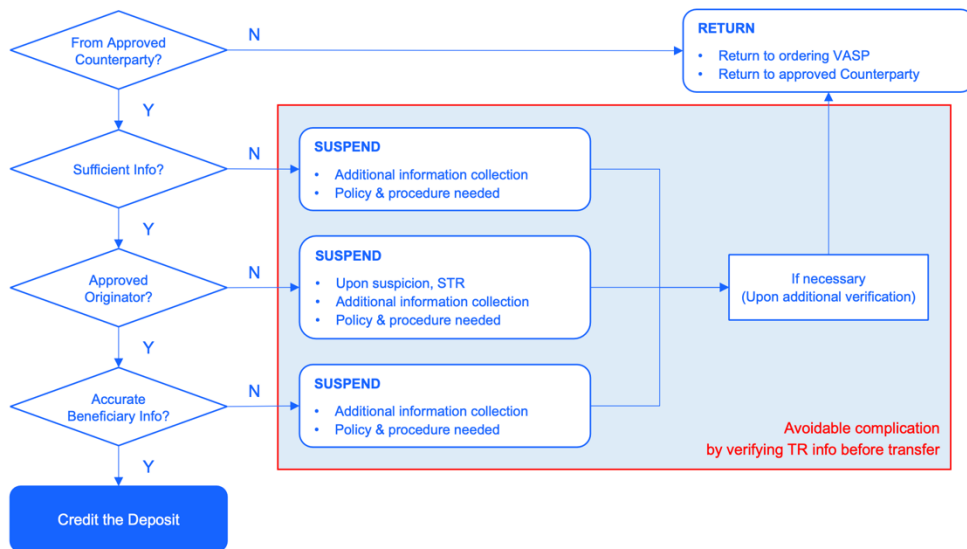 From Approved
Counterparty?
N
RETURN
• Return to ordering VASP
• Return to approved Counterparty
Y
Sufficient Info?
N
SUSPEND
• Additional information collection
• Policy & procedure needed
Y
Approved
Originator?
N
SUSPEND
• Upon suspicion, STR
• Additional information collection
• Policy & procedure needed
If necessary
(Upon additional verification)
Y
Accurate
Beneficiary Info?
N
SUSPEND
• Additional information collection
• Policy & procedure needed
Avoidable complication
by verifying TR info before transfer
Y
Credit the Deposit